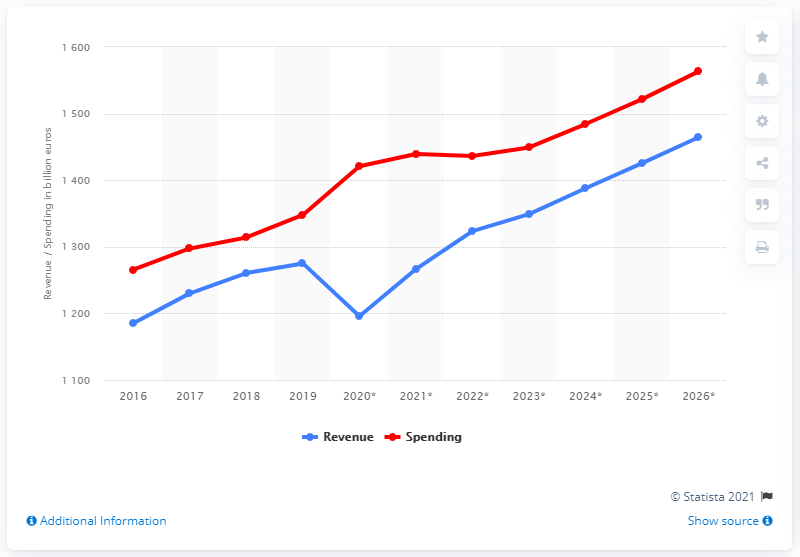 Revenue / Spending in billion euros
1 600
1 500
1 400
1 300
1 200
1 100
2016 2017 2018 2019 2020* 2021* 2022* 2023* 2024* 2025* 2026*
Revenue Spending
© Statista 2021
Additional Information Show source